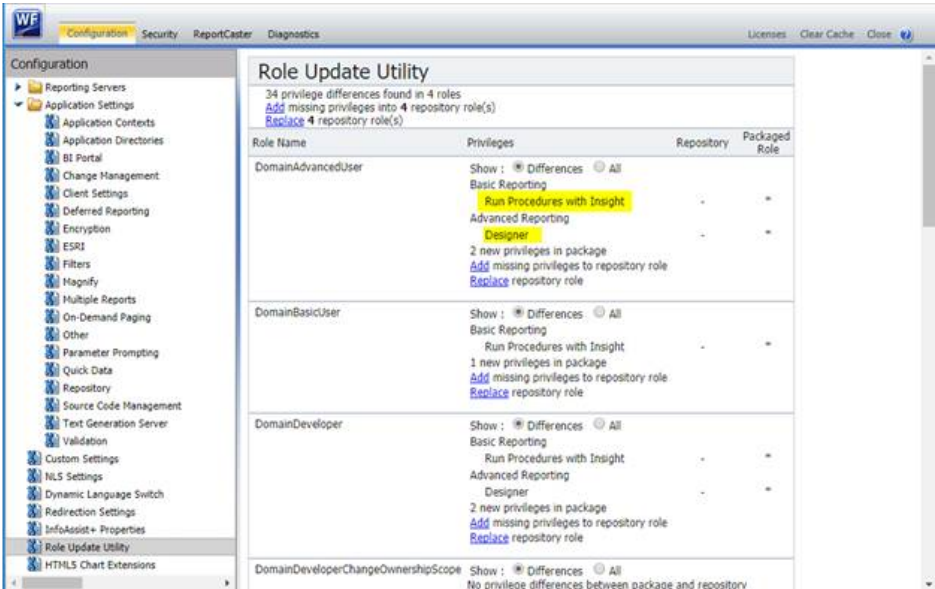 WF
Configuration Security ReportCaster Diagnostics Licenses Clear Cache Close
Configuration
Reporting Servers
Application Settings
Application Contexts
Application Directories
BI Portal
Change Management
Client Settings
Deferred Reporting
Encryption
ESRI
Filters
Magnify
Multiple Reports
On-Demand Paging
Other
Parameter Prompting
Quick Data
Repository
Source Code Management
Text Generation Server
Validation
Custom Settings
NLS Settings
Dynamic Language Switch
Redirection Settings
InfoAssist+ Properties
Role Update Utility
HTML5 Chart Extensions
Role Update Utility
34 privilege differences found in 4 roles
Add missing privileges into 4 repository role(s)
Replace 4 repository role(s)
Role Name Privileges Repository Packaged Role
DomainAdvancedUser Show : Differences All
Basic Reporting
Run Procedures with Insight - *
Advanced Reporting
Designer - *
2 new privileges in package
Add missing privileges to repository role
Replace repository role
DomainBasicUser Show : Differences All
Basic Reporting
Run Procedures with Insight - *
1 new privileges in package
Add missing privileges to repository role
Replace repository role
DomainDeveloper Show : Differences All
Basic Reporting
Run Procedures with Insight - *
Advanced Reporting
Designer - *
2 new privileges in package
Add missing privileges to repository role
Replace repository role
DomainDeveloperChangeOwnershipScope Show : Differences All
No privilege differences between package and repository